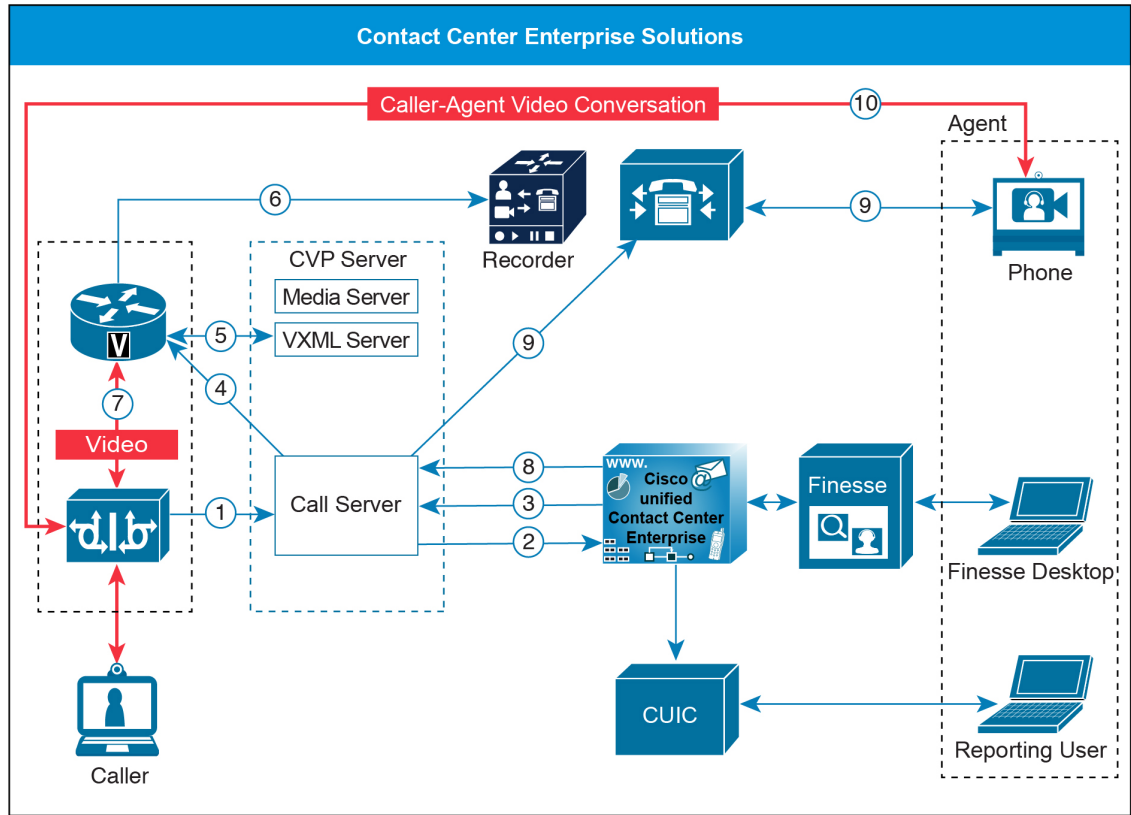 Contact Center Enterprise Solutions
Caller-Agent Video Conversation
10
Agent
6
9
Recorder
Phone
CVP Server
Media Server
VXML Server
5
9
4
7
Video
8
www.
Cisco
unified
Contact Center
Enterprise
Finesse
3
1
Call Server
2
Finesse Desktop
CUIC
Caller
Reporting User
V